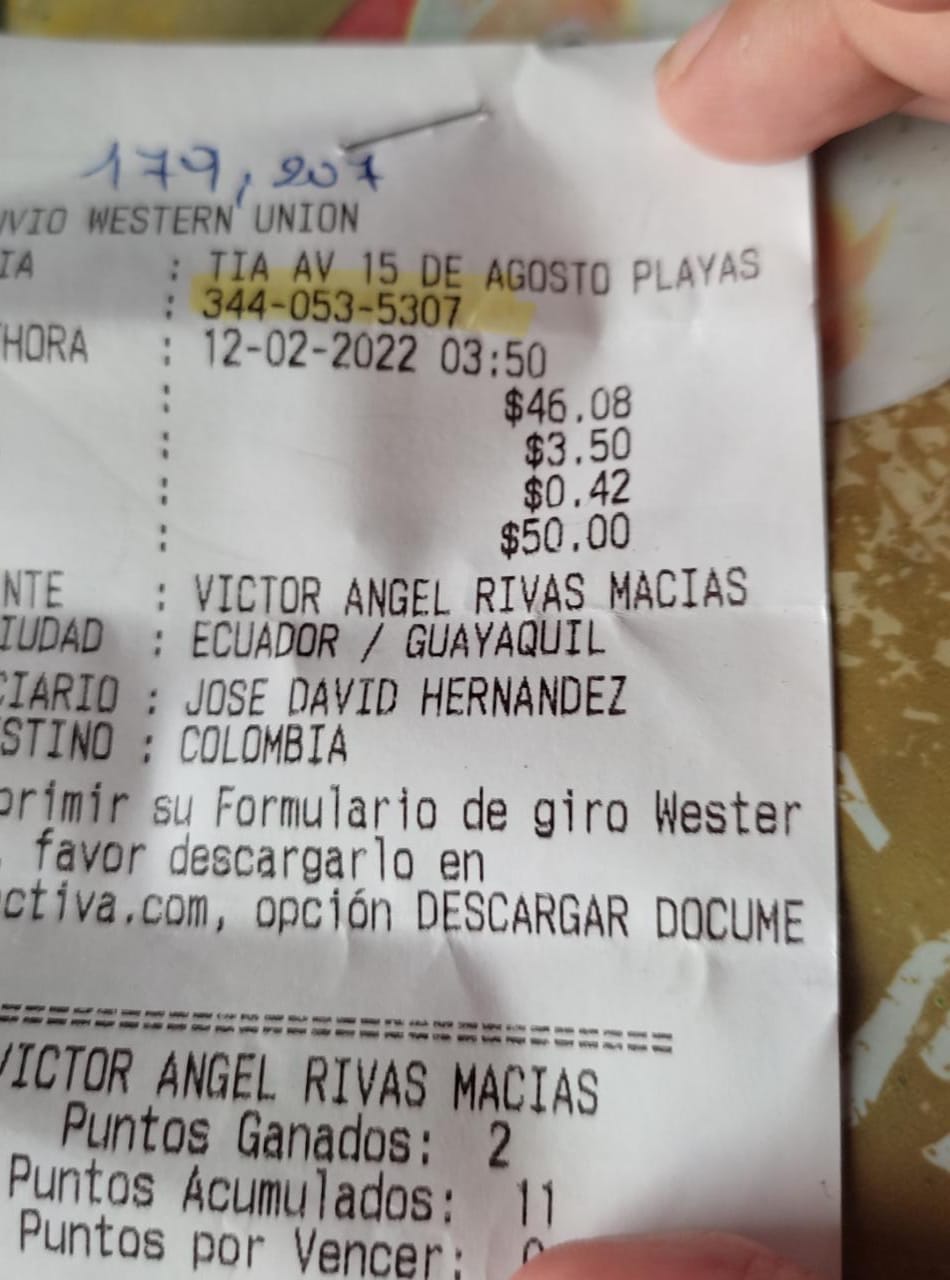 179,207
NVIO WESTERN UNION
IA : TIA AV 15 DE AGOSTO PLAYAS
: 344-053-5307
HORA : 12-02-2022 03:50
: $46.08
: $3.50
: $0.42
: $50.00
NTE : VICTOR ANGEL RIVAS MACIAS
IUDAD : ECUADOR / GUAYAQUIL
CIARIO : JOSE DAVID HERNANDEZ
STINO : COLOMBIA
primir su Formulario de giro Wester
, favor descargarlo en
activa.com, opción DESCARGAR DOCUME
================================
VICTOR ANGEL RIVAS MACIAS
Puntos Ganados: 2
Puntos Acumulados: 11
Puntos por Vencer: